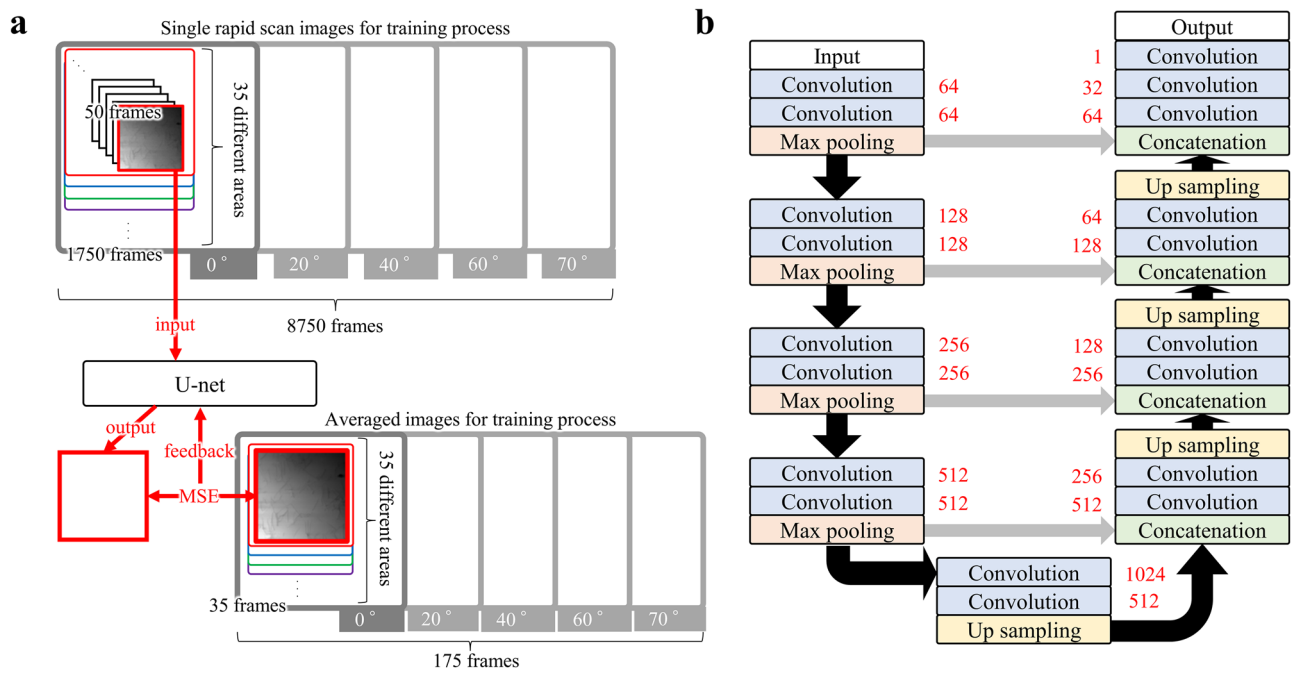 a
Single rapid scan images for training process
50 frames
35 different areas
1750 frames
0°
20°
40°
60°
70°
8750 frames
input
U-net
output
feedback
MSE
Averaged images for training process
35 different areas
35 frames
0°
20°
40°
60°
70°
175 frames
b
Input
Convolution 64
Convolution 64
Max pooling
Convolution 128
Convolution 128
Max pooling
Convolution 256
Convolution 256
Max pooling
Convolution 512
Convolution 512
Max pooling
Convolution 1024
Convolution 512
Up sampling
Output
1 Convolution
32 Convolution
64 Convolution
Concatenation
Up sampling
64 Convolution
128 Convolution
Concatenation
Up sampling
128 Convolution
256 Convolution
Concatenation
Up sampling
256 Convolution
512 Convolution
Concatenation